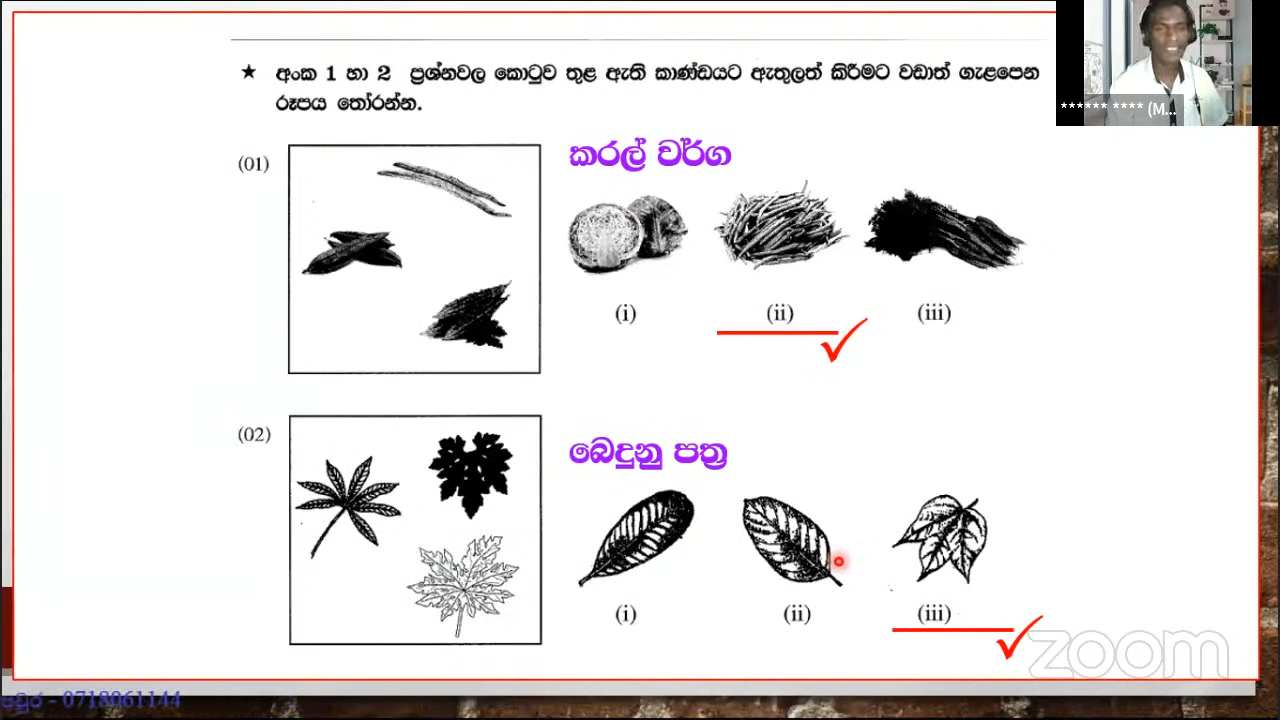 ★ අංක 1 හා 2 ප්‍රශ්නවල කොටුව තුළ ඇති කාණ්ඩයට ඇතුලත් කිරීමට වඩාත් ගැළපෙන
රූපය තෝරන්න.
****** **** (M...
(01)
කරල් වර්ග
(i) (ii) (iii)
(02)
බෙදුනු පත්‍ර
(i) (ii) (iii)
zoom
- 0718061144